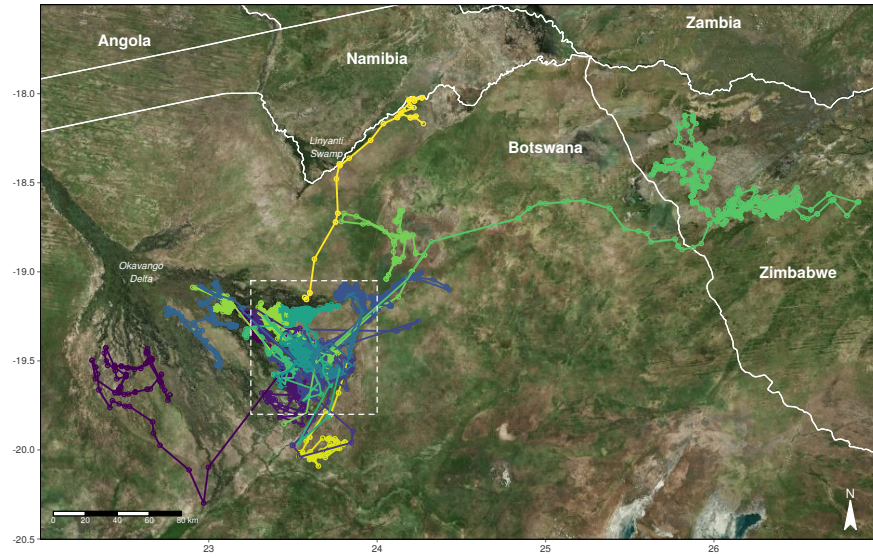 Angola
Zambia
Namibia
-18.0
Linyanti
Swamp
Botswana
-18.5
Okavango
Delta
-19.0
Zimbabwe
-19.5
-20.0
N
0 20 40 60 80 km
-20.5
23 24 25 26